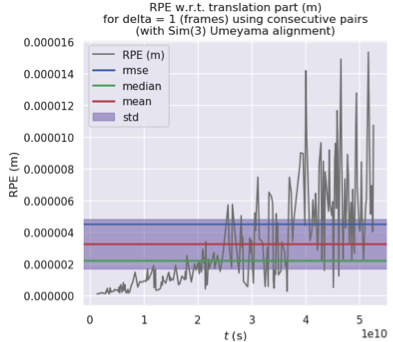 RPE w.r.t. translation part (m)
for delta = 1 (frames) using consecutive pairs
(with Sim(3) Umeyama alignment)
0.000016
0.000014
0.000012
0.000010
0.000008
0.000006
0.000004
0.000002
0.000000
RPE (m)
RPE (m)
rmse
median
mean
std
0 1 2 3 4 5
1e10
t (s)